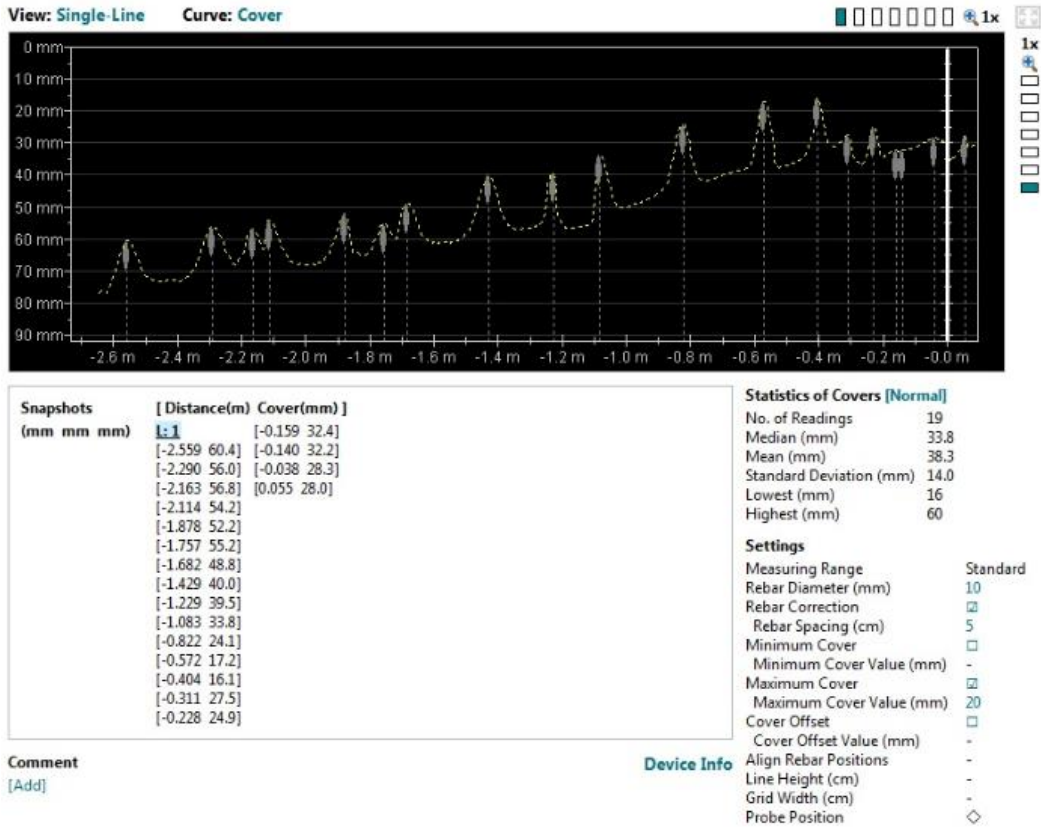 View: Single-Line Curve: Cover 1x
1x
0 mm
10 mm
20 mm
30 mm
40 mm
50 mm
60 mm
70 mm
80 mm
90 mm
-2.6 m -2.4 m -2.2 m -2.0 m -1.8 m -1.6 m -1.4 m -1.2 m -1.0 m -0.8 m -0.6 m -0.4 m -0.2 m -0.0 m
Snapshots [ Distance(m) Cover(mm) ]
(mm mm mm) L: 1 [-0.159 32.4]
[-2.559 60.4] [-0.140 32.2]
[-2.290 56.0] [-0.038 28.3]
[-2.163 56.8] [0.055 28.0]
[-2.114 54.2]
[-1.878 52.2]
[-1.757 55.2]
[-1.682 48.8]
[-1.429 40.0]
[-1.229 39.5]
[-1.083 33.8]
[-0.822 24.1]
[-0.572 17.2]
[-0.404 16.1]
[-0.311 27.5]
[-0.228 24.9]
Statistics of Covers [Normal]
No. of Readings 19
Median (mm) 33.8
Mean (mm) 38.3
Standard Deviation (mm) 14.0
Lowest (mm) 16
Highest (mm) 60
Settings
Measuring Range Standard
Rebar Diameter (mm) 10
Rebar Correction ☑
Rebar Spacing (cm) 5
Minimum Cover ☐
Minimum Cover Value (mm) -
Maximum Cover ☑
Maximum Cover Value (mm) 20
Cover Offset ☐
Cover Offset Value (mm) -
Align Rebar Positions -
Line Height (cm) -
Grid Width (cm) -
Probe Position ◇
Comment Device Info
[Add]